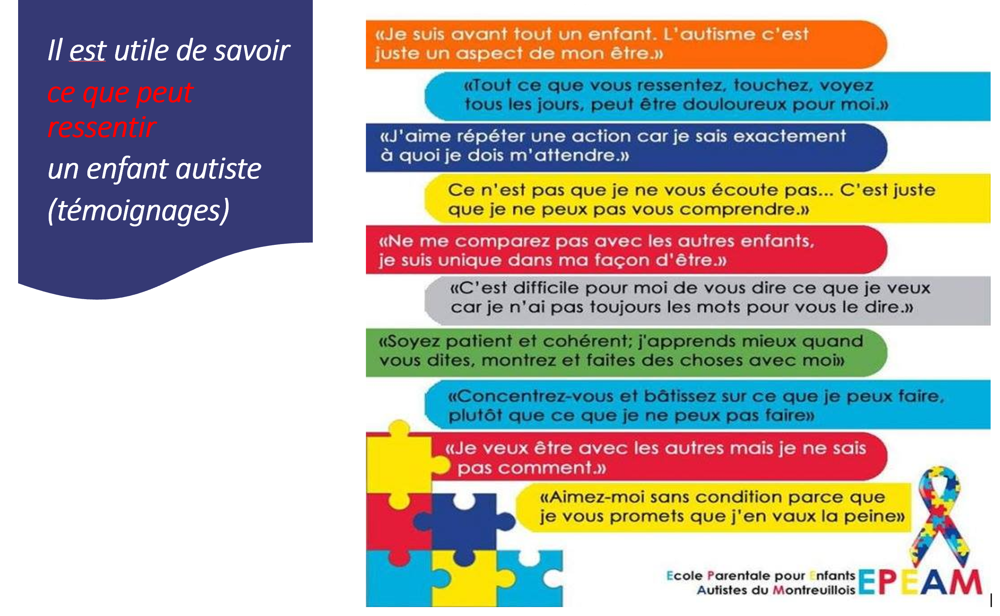 Il est utile de savoir
ce que peut
ressentir
un enfant autiste
(témoignages)
«Je suis avant tout un enfant. L'autisme c'est
juste un aspect de mon être.»
«Tout ce que vous ressentez, touchez, voyez
tous les jours, peut être douloureux pour moi.»
«J'aime répéter une action car je sais exactement
à quoi je dois m'attendre.»
Ce n'est pas que je ne vous écoute pas... C'est juste
que je ne peux pas vous comprendre.»
«Ne me comparez pas avec les autres enfants,
je suis unique dans ma façon d'être.»
«C'est difficile pour moi de vous dire ce que je veux
car je n'ai pas toujours les mots pour vous le dire.»
«Soyez patient et cohérent; j'apprends mieux quand
vous dites, montrez et faites des choses avec moi»
«Concentrez-vous et bâtissez sur ce que je peux faire,
plutôt que ce que je ne peux pas faire»
«Je veux être avec les autres mais je ne sais
pas comment.»
«Aimez-moi sans condition parce que
je vous promets que j'en vaux la peine»
Ecole Parentale pour Enfants
Autistes du Montreuillois
EPEAM